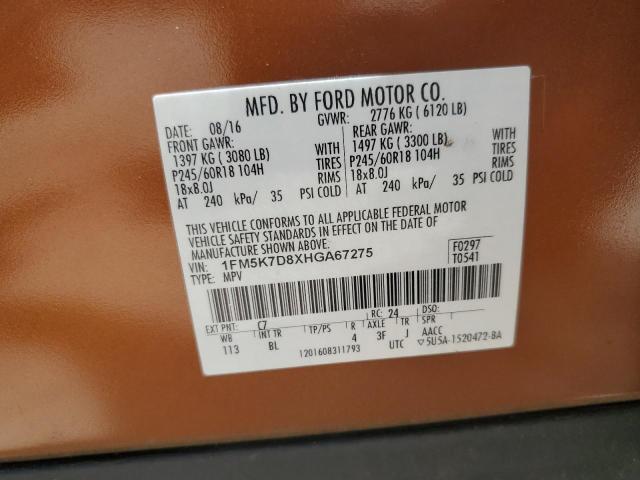 MFD. BY FORD MOTOR CO.
DATE: 08/16 GVWR: 2776 KG ( 6120 LB)
FRONT GAWR: REAR GAWR:
1397 KG ( 3080 LB) WITH 1497 KG ( 3300 LB) WITH
P245/60R18 104H TIRES P245/60R18 104H TIRES
18x8.0J RIMS 18x8.0J RIMS
AT 240 kPa/ 35 PSI COLD AT 240 kPa/ 35 PSI COLD
THIS VEHICLE CONFORMS TO ALL APPLICABLE FEDERAL MOTOR
VEHICLE SAFETY STANDARDS IN EFFECT ON THE DATE OF
MANUFACTURE SHOWN ABOVE.
VIN: 1FM5K7D8XHGA67275 F0297
TYPE: MPV T0541
EXT PNT: C7 RC: 24 DSO:
WB INT TR TP/PS R AXLE TR SPR
113 BL 4 3F J AACC
1201608311793 UTC ▽5U5A-1520472-BA